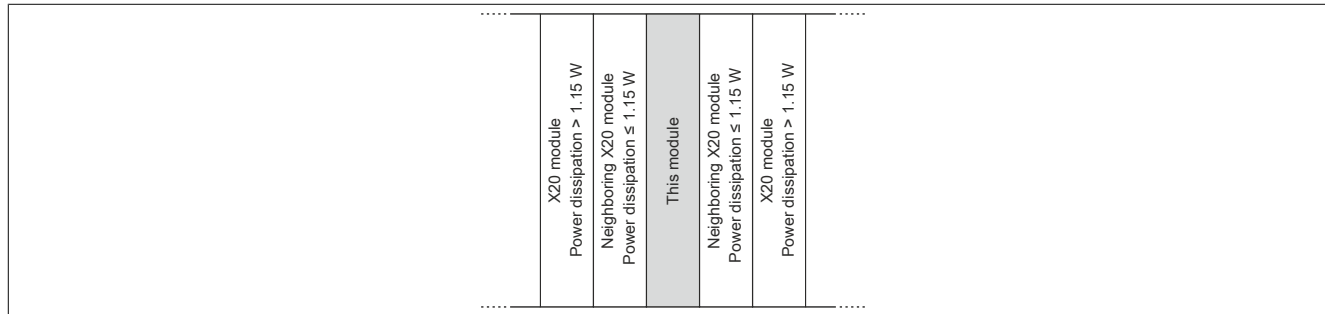 X20 module
Power dissipation > 1.15 W
Neighboring X20 module
Power dissipation ≤ 1.15 W
This module
Neighboring X20 module
Power dissipation ≤ 1.15 W
X20 module
Power dissipation > 1.15 W